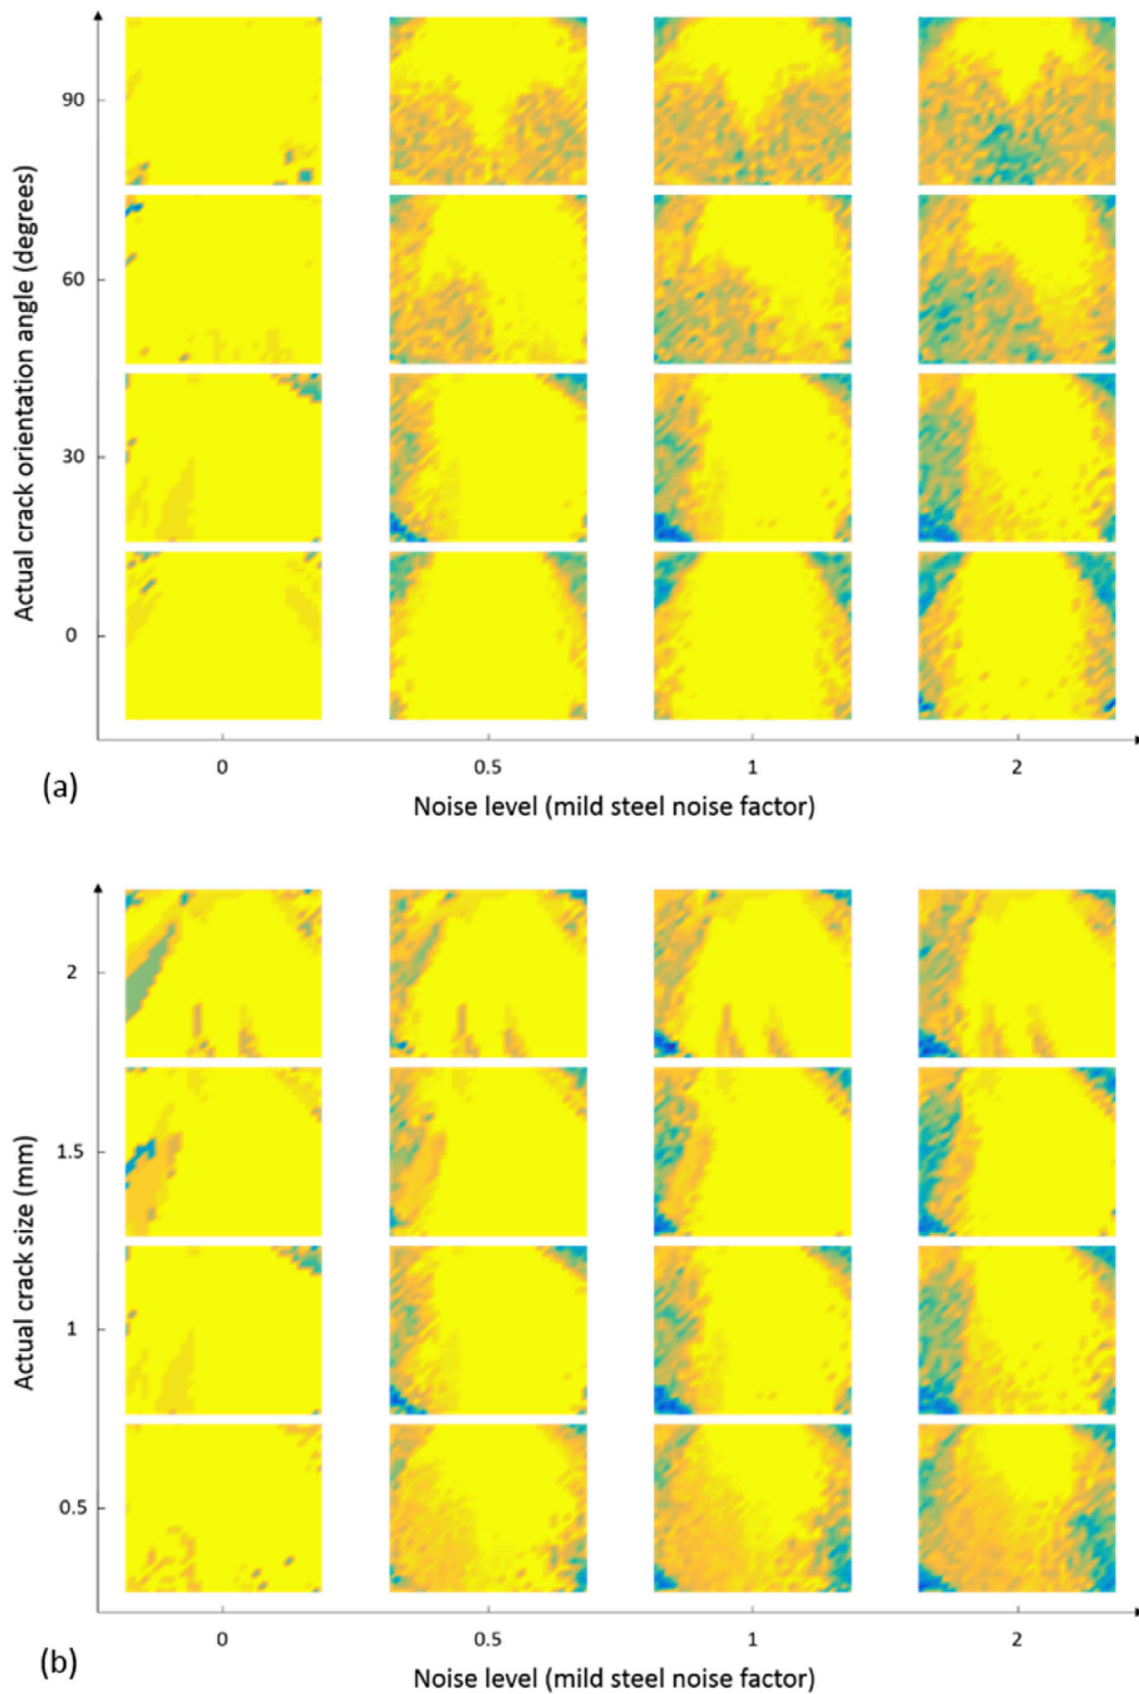 Actual crack orientation angle (degrees)
90
60
30
0
0 0.5 1 2
(a)
Noise level (mild steel noise factor)
Actual crack size (mm)
2
1.5
1
0.5
0 0.5 1 2
(b)
Noise level (mild steel noise factor)